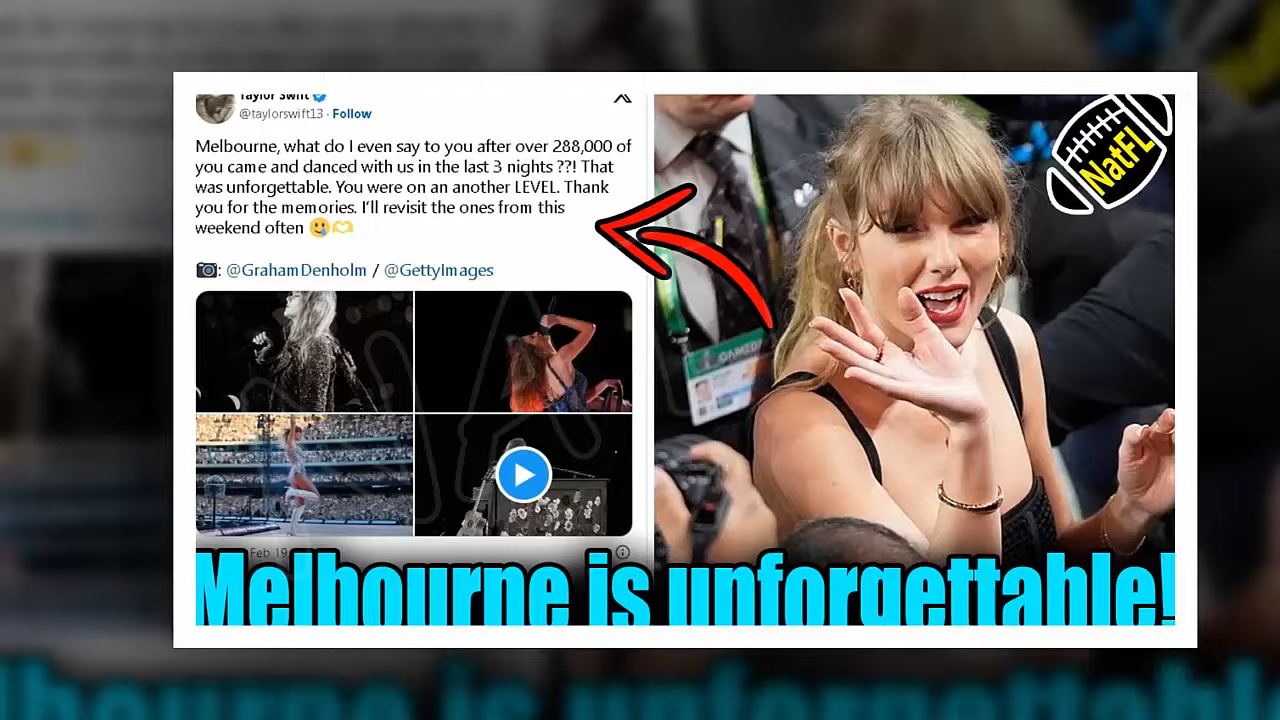 Taylor Swift
@taylorswift13 · Follow
Melbourne, what do I ever say to you after over 288,000 of
you came and danced with us in the last 3 nights ??! That
was unforgettable. You were on an another LEVEL. Thank
you for the memories. I'll revisit the ones from this
weekend often 🥲🫶
📷: @GrahamDenholm / @GettyImages
Feb 19
NatFL
GAMEDAY
Melbourne is unforgettable!